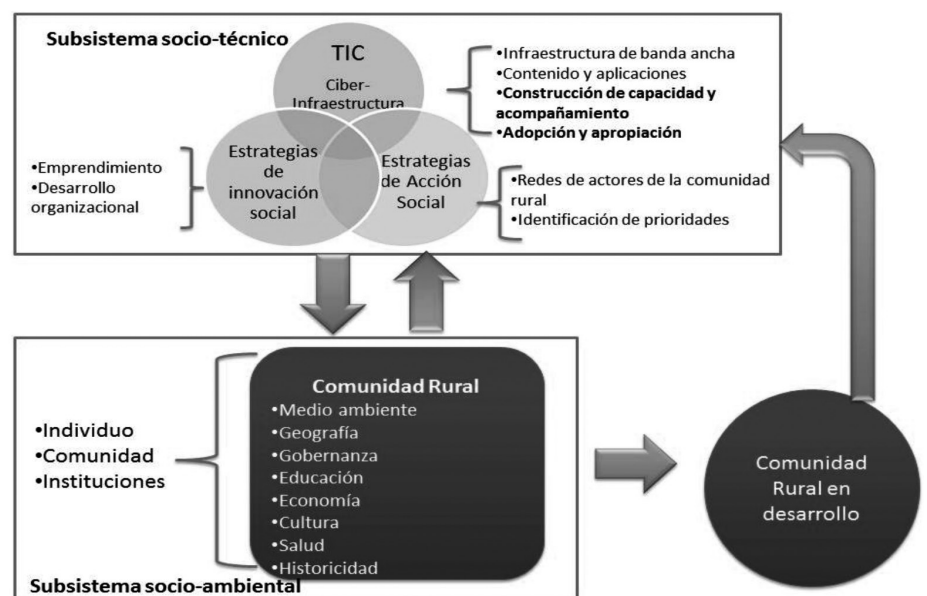 Subsistema socio-técnico
TIC
Ciber-
Infraestructura
•Infraestructura de banda ancha
•Contenido y aplicaciones
•Construcción de capacidad y
acompañamiento
•Adopción y apropiación
•Emprendimiento
•Desarrollo
organizacional
Estrategias
de
innovación
social
Estrategias
de Acción
Social
•Redes de actores de la comunidad
rural
•Identificación de prioridades
•Individuo
•Comunidad
•Instituciones
Comunidad Rural
•Medio ambiente
•Geografía
•Gobernanza
•Educación
•Economía
•Cultura
•Salud
•Historicidad
Subsistema socio-ambiental
Comunidad
Rural en
desarrollo